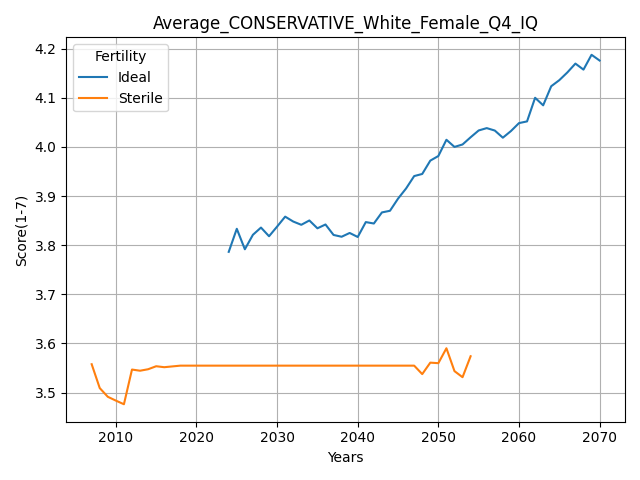 Average_CONSERVATIVE_White_Female_Q4_IQ
Fertility
Ideal
Sterile
Score(1-7)
4.2
4.1
4.0
3.9
3.8
3.7
3.6
3.5
2010 2020 2030 2040 2050 2060 2070
Years